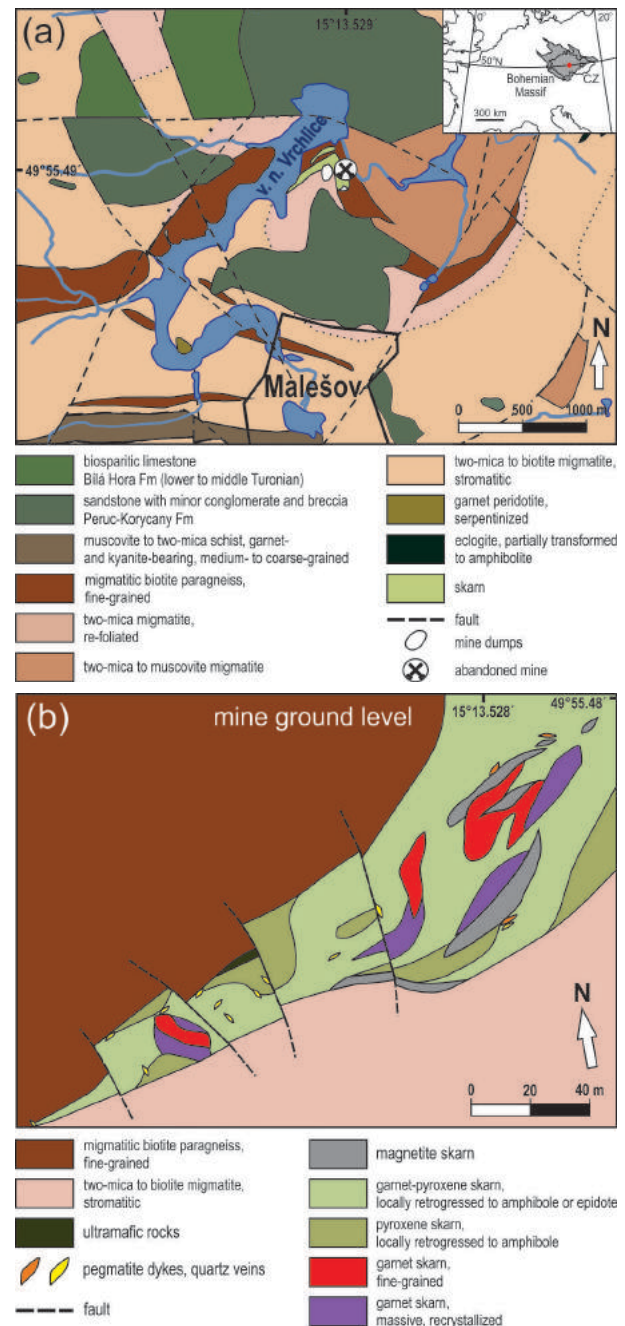 (a)
15°13.529´
0°
20°
50°N
Bohemian
Massif
CZ
300 km
49°55.49´
v. n. Vrchlice
N
Malešov
0 500 1000 m
biosparitic limestone
Bílá Hora Fm (lower to middle Turonian)
sandstone with minor conglomerate and breccia
Peruc-Korycany Fm
muscovite to two-mica schist, garnet-
and kyanite-bearing, medium- to coarse-grained
migmatitic biotite paragneiss,
fine-grained
two-mica migmatite,
re-foliated
two-mica to muscovite migmatite
two-mica to biotite migmatite,
stromatitic
garnet peridotite,
serpentinized
eclogite, partially transformed
to amphibolite
skarn
fault
mine dumps
abandoned mine
(b)
mine ground level
15°13.528´
49°55.48´
N
0 20 40 m
migmatitic biotite paragneiss,
fine-grained
two-mica to biotite migmatite,
stromatitic
ultramafic rocks
pegmatite dykes, quartz veins
fault
magnetite skarn
garnet-pyroxene skarn,
locally retrogressed to amphibole or epidote
pyroxene skarn,
locally retrogressed to amphibole
garnet skarn,
fine-grained
garnet skarn,
massive, recrystallized